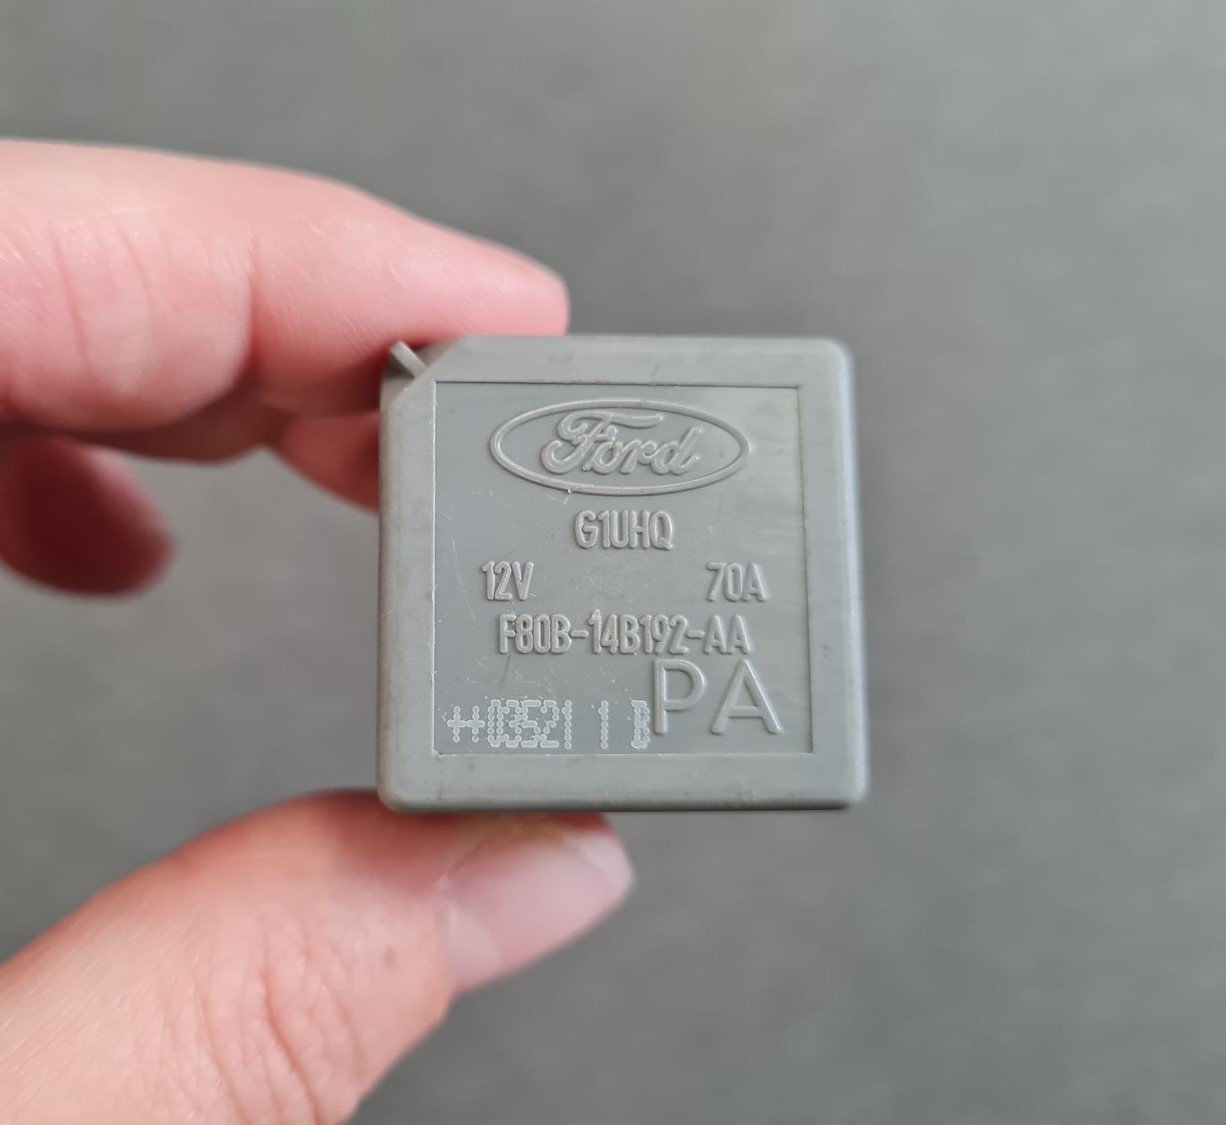 Ford
G1UHQ
12V 70A
F80B-14B192-AA
PA